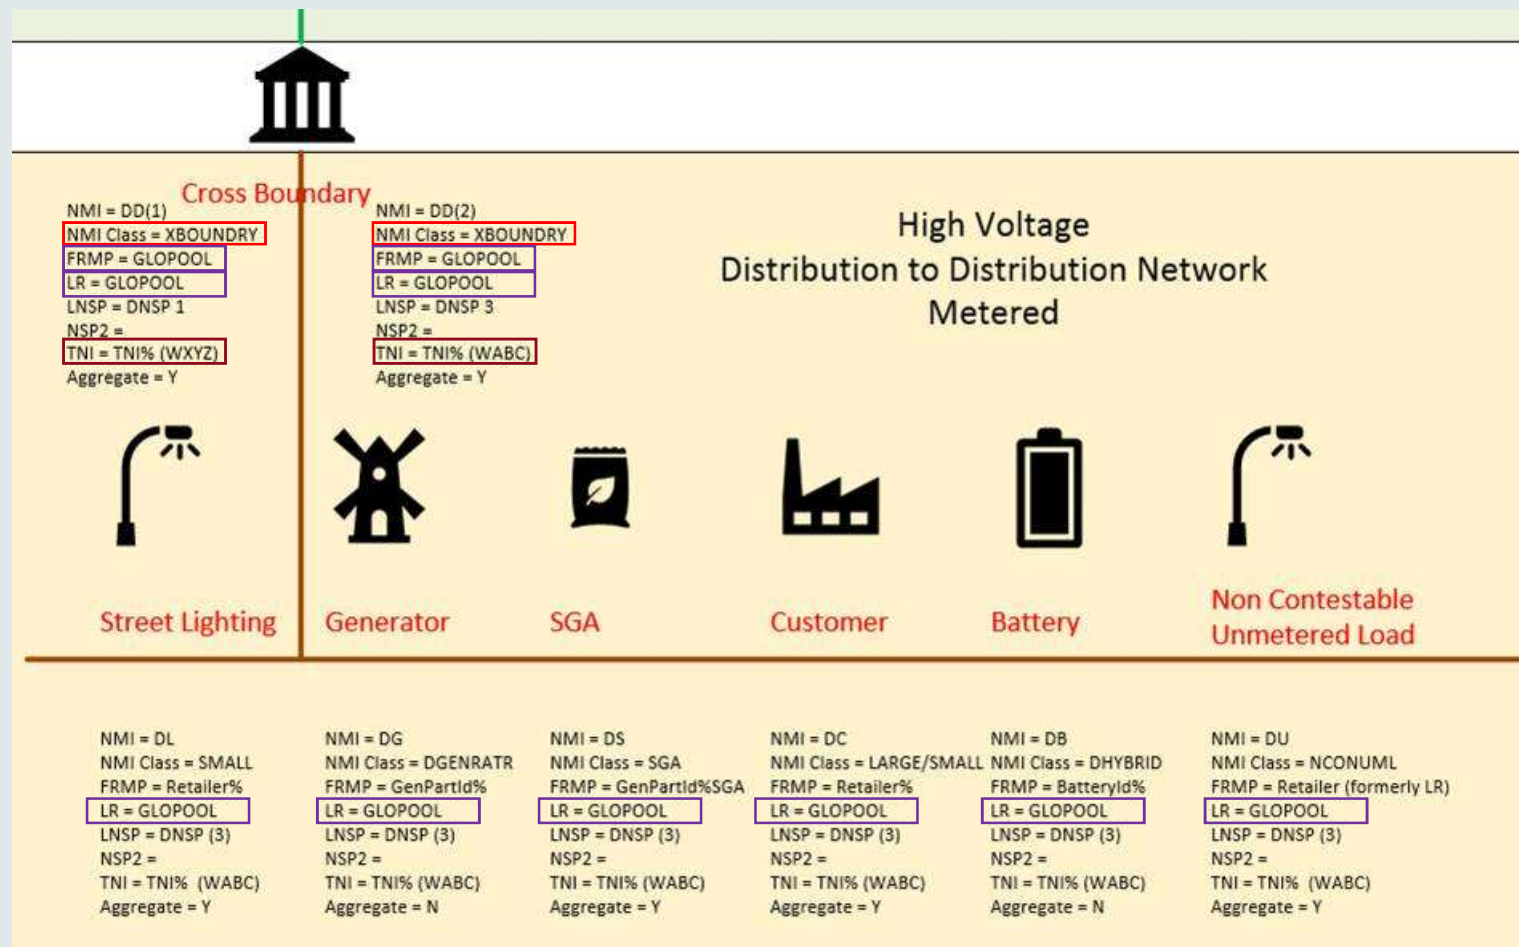 Cross Boundary
NMI = DD(1)
NMI Class = XBOUNDRY
FRMP = GLOPOOL
LR = GLOPOOL
LNSP = DNSP 1
NSP2 =
TNI = TNI% (WXYZ)
Aggregate = Y
NMI = DD(2)
NMI Class = XBOUNDRY
FRMP = GLOPOOL
LR = GLOPOOL
LNSP = DNSP 3
NSP2 =
TNI = TNI% (WABC)
Aggregate = Y
High Voltage
Distribution to Distribution Network
Metered
Street Lighting
Generator
SGA
Customer
Battery
Non Contestable
Unmetered Load
NMI = DL
NMI Class = SMALL
FRMP = Retailer%
LR = GLOPOOL
LNSP = DNSP (3)
NSP2 =
TNI = TNI% (WABC)
Aggregate = Y
NMI = DG
NMI Class = DGENRATR
FRMP = GenPartId%
LR = GLOPOOL
LNSP = DNSP (3)
NSP2 =
TNI = TNI% (WABC)
Aggregate = N
NMI = DS
NMI Class = SGA
FRMP = GenPartId%SGA
LR = GLOPOOL
LNSP = DNSP (3)
NSP2 =
TNI = TNI% (WABC)
Aggregate = Y
NMI = DC
NMI Class = LARGE/SMALL
FRMP = Retailer%
LR = GLOPOOL
LNSP = DNSP (3)
NSP2 =
TNI = TNI% (WABC)
Aggregate = Y
NMI = DB
NMI Class = DHYBRID
FRMP = BatteryId%
LR = GLOPOOL
LNSP = DNSP (3)
NSP2 =
TNI = TNI% (WABC)
Aggregate = N
NMI = DU
NMI Class = NCONUML
FRMP = Retailer (formerly LR)
LR = GLOPOOL
LNSP = DNSP (3)
NSP2 =
TNI = TNI% (WABC)
Aggregate = Y